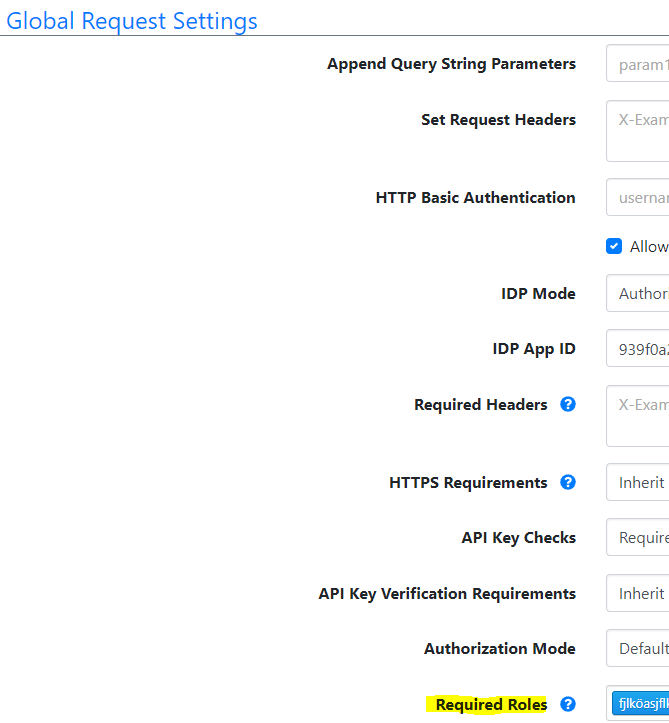 Global Request Settings
Append Query String Parameters param1
Set Request Headers X-Exam
HTTP Basic Authentication userna
Allow
IDP Mode Author
IDP App ID 939f0a
Required Headers ? X-Exam
HTTPS Requirements ? Inherit
API Key Checks Require
API Key Verification Requirements Inherit
Authorization Mode Default
Required Roles ?